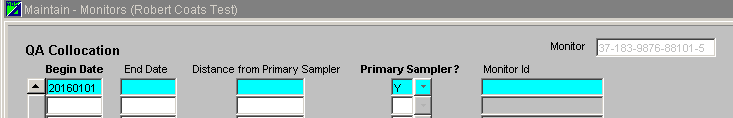 Maintain - Monitors (Robert Coats Test)
Monitor 37-183-9876-88101-5
QA Collocation
Begin Date End Date Distance from Primary Sampler Primary Sampler? Monitor Id
20160101 Y